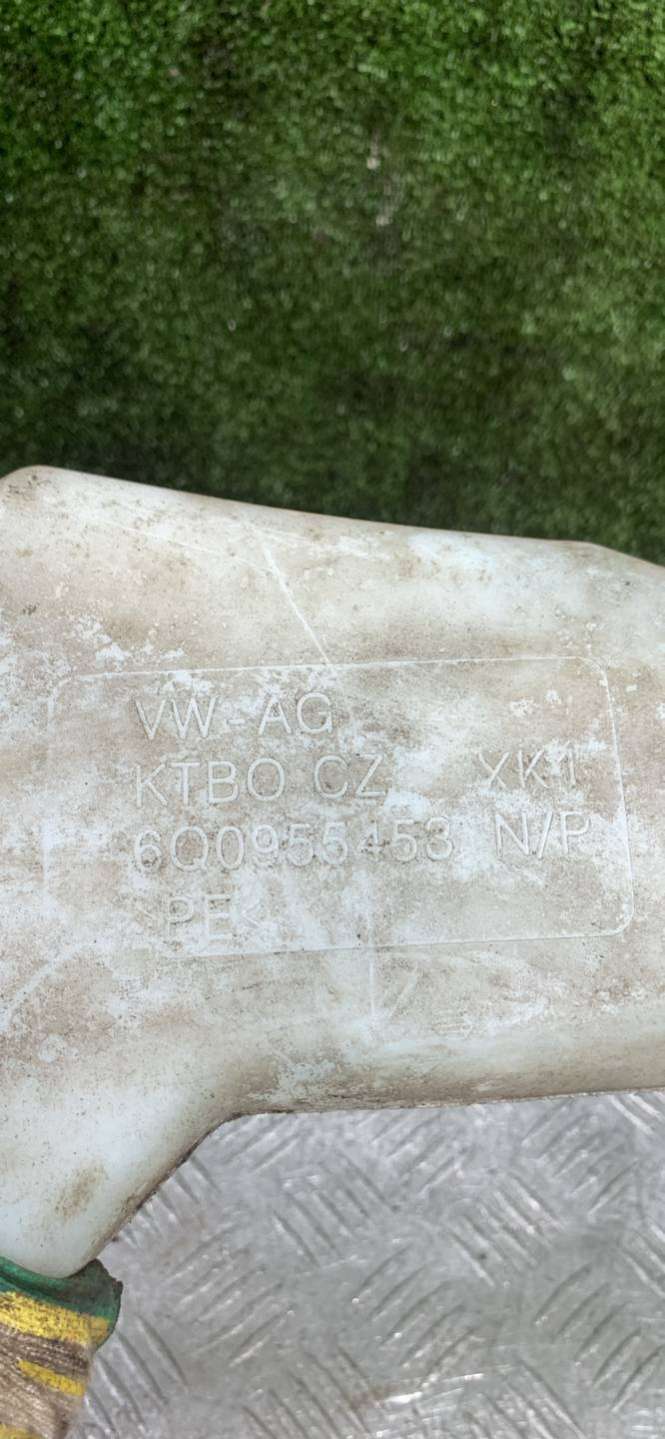 VW-AG
KTBO CZ XK1
6Q0955453 N/P
>PE<